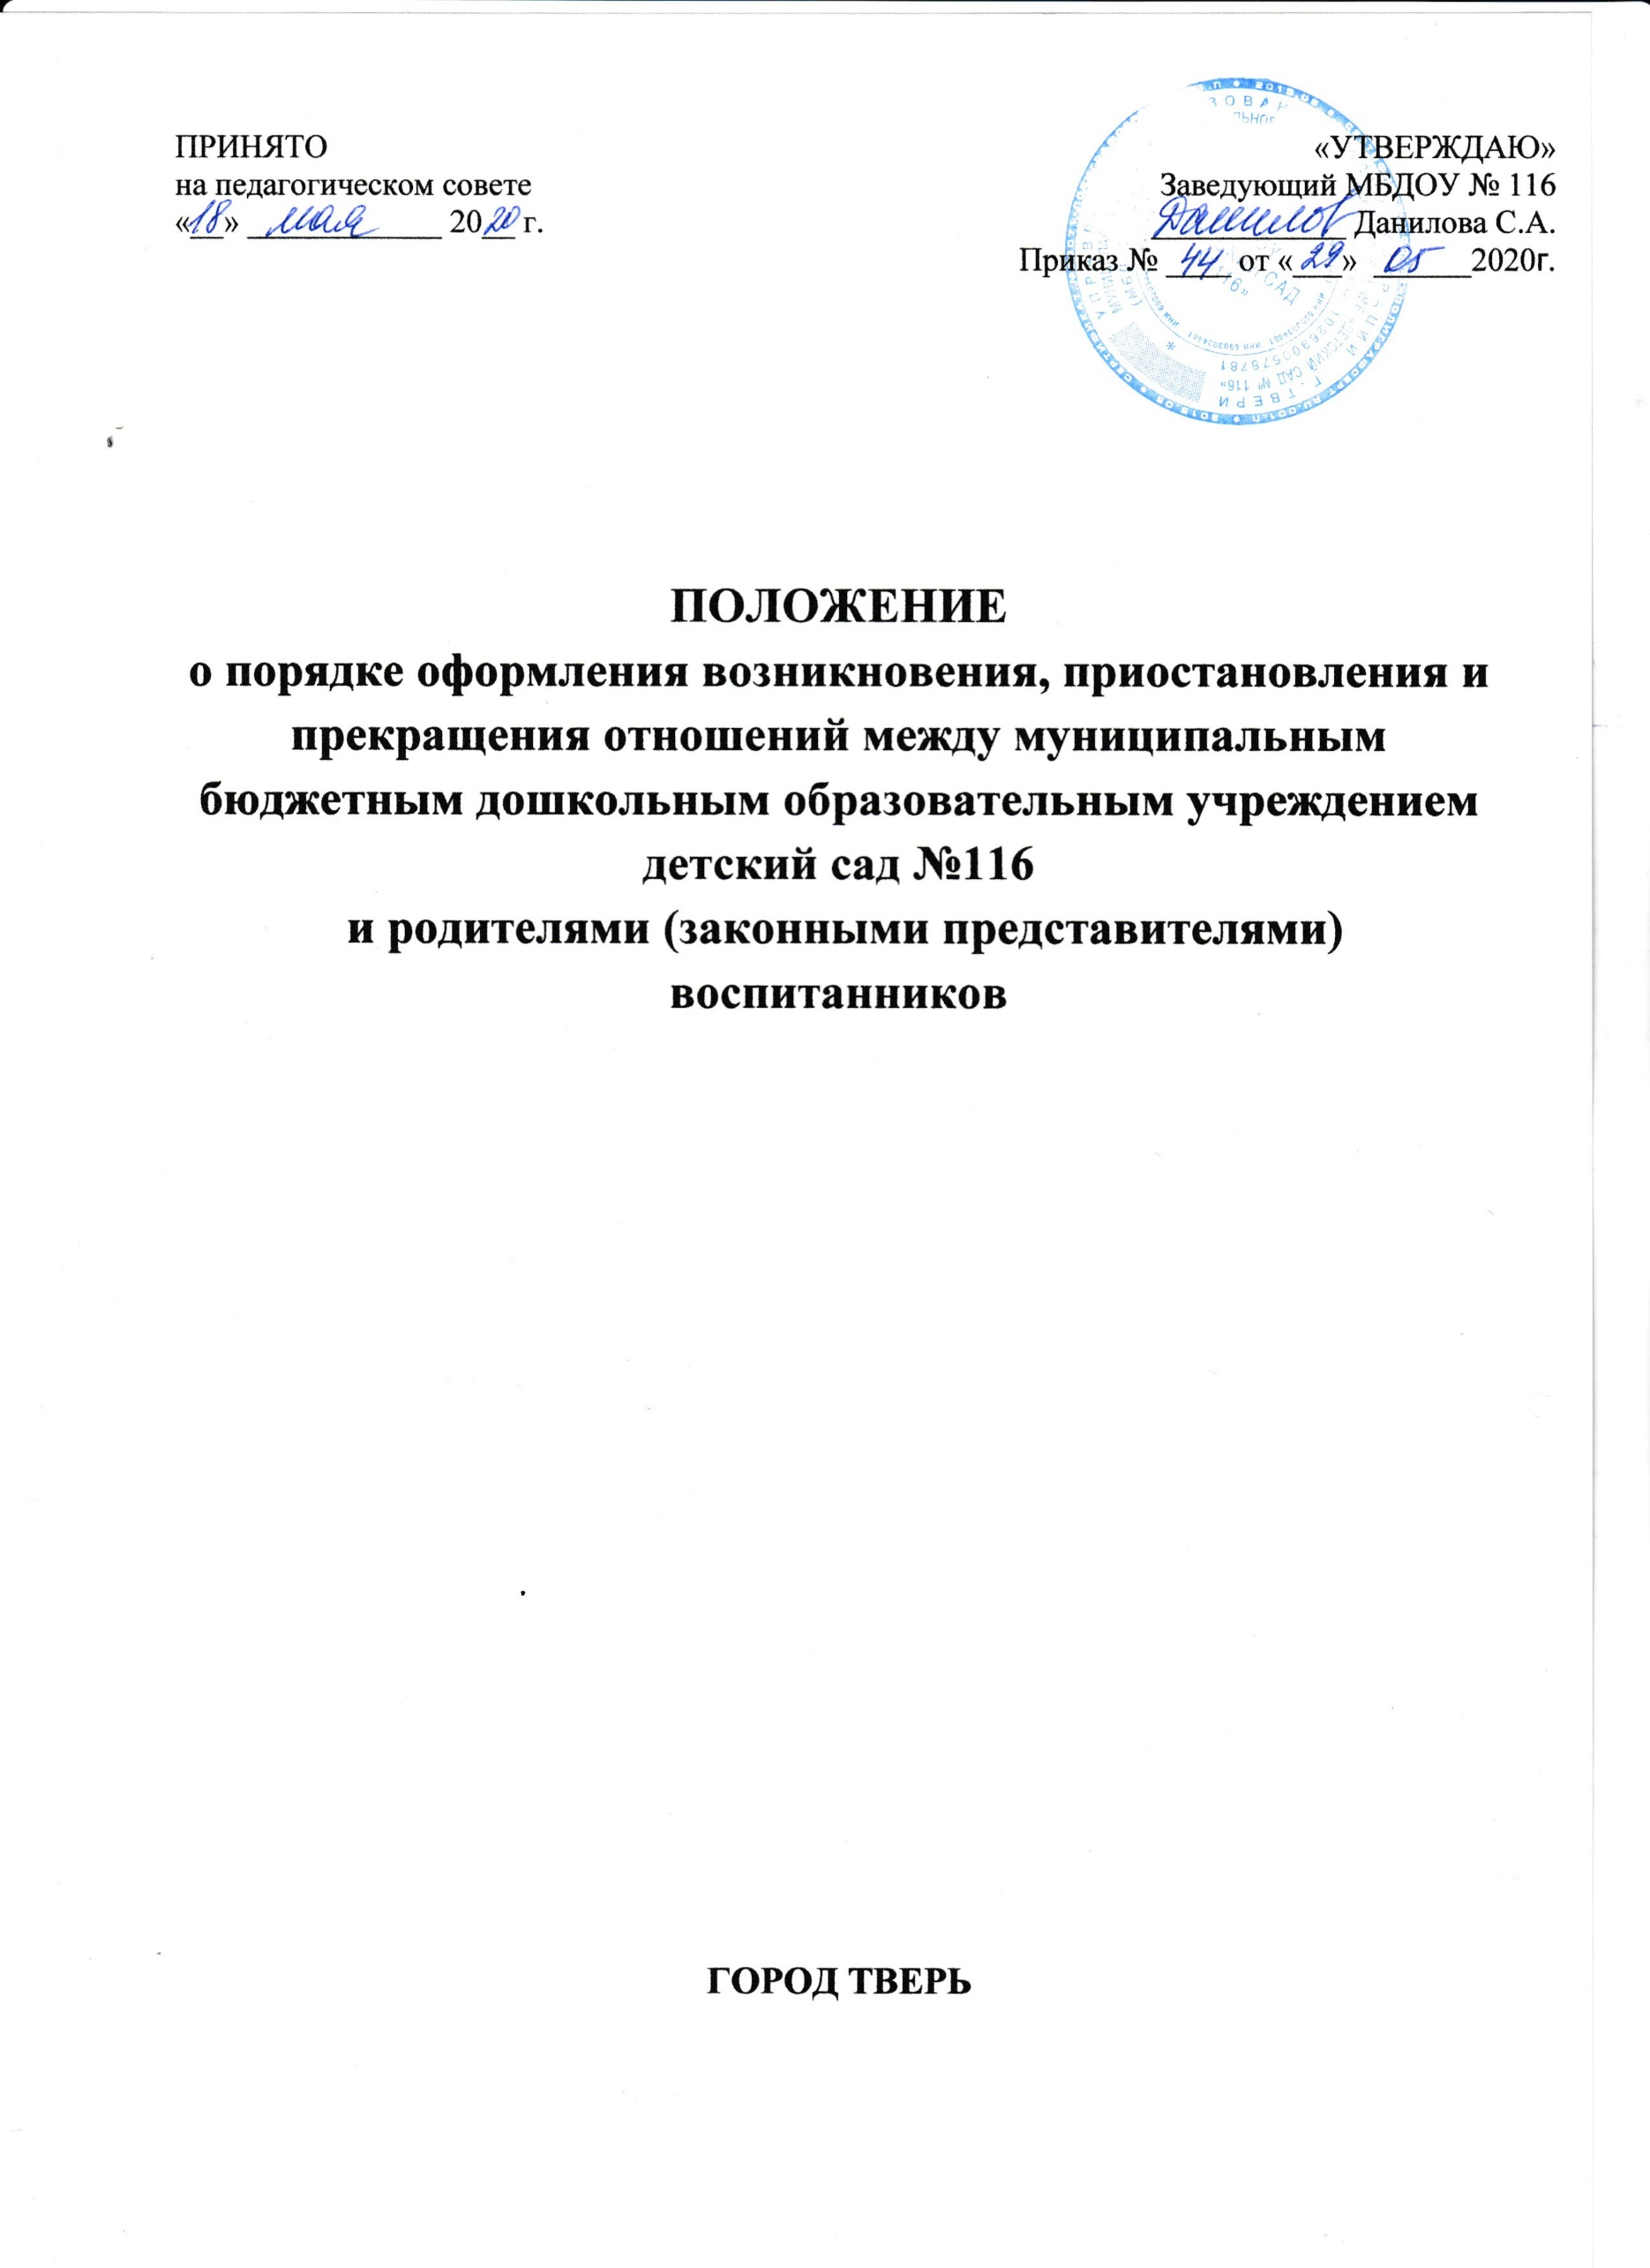 ПРИНЯТО
на педагогическом совете
«18» мая 2020 г.
«УТВЕРЖДАЮ»
Заведующий МБДОУ № 116
Данилова С.А.
Приказ № 44 от «29» 05 2020г.
ПОЛОЖЕНИЕ
о порядке оформления возникновения, приостановления и
прекращения отношений между муниципальным
бюджетным дошкольным образовательным учреждением
детский сад №116
и родителями (законными представителями)
воспитанников
ГОРОД ТВЕРЬ